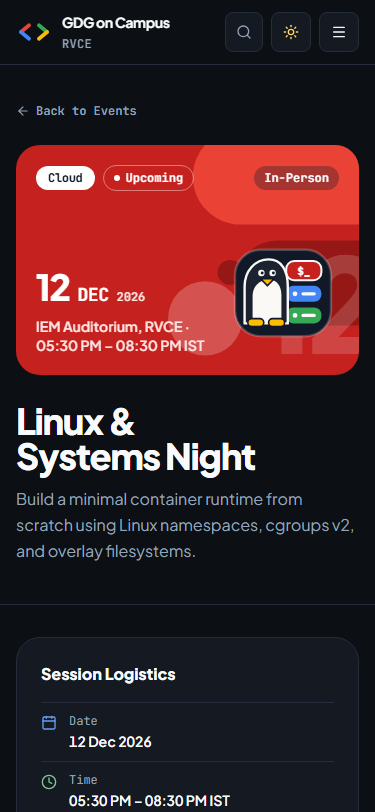 GDG on Campus
RVCE
← Back to Events
Cloud
Upcoming
In-Person
12 DEC 2026
IEM Auditorium, RVCE ·
05:30 PM – 08:30 PM IST
$_
12
Linux &
Systems Night
Build a minimal container runtime from
scratch using Linux namespaces, cgroups v2,
and overlay filesystems.
Session Logistics
Date
12 Dec 2026
Time
05:30 PM – 08:30 PM IST